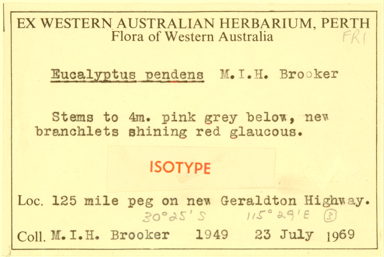 EX WESTERN AUSTRALIAN HERBARIUM, PERTH
Flora of Western Australia
FRI
Eucalyptus pendens M.I.H. Brooker
Stems to 4m. pink grey below, new
branchlets shining red glaucous.
ISOTYPE
Loc. 125 mile peg on new Geraldton Highway.
30°25'S 115°29'E ③
Coll. M.I.H. Brooker 1949 23 July 1969